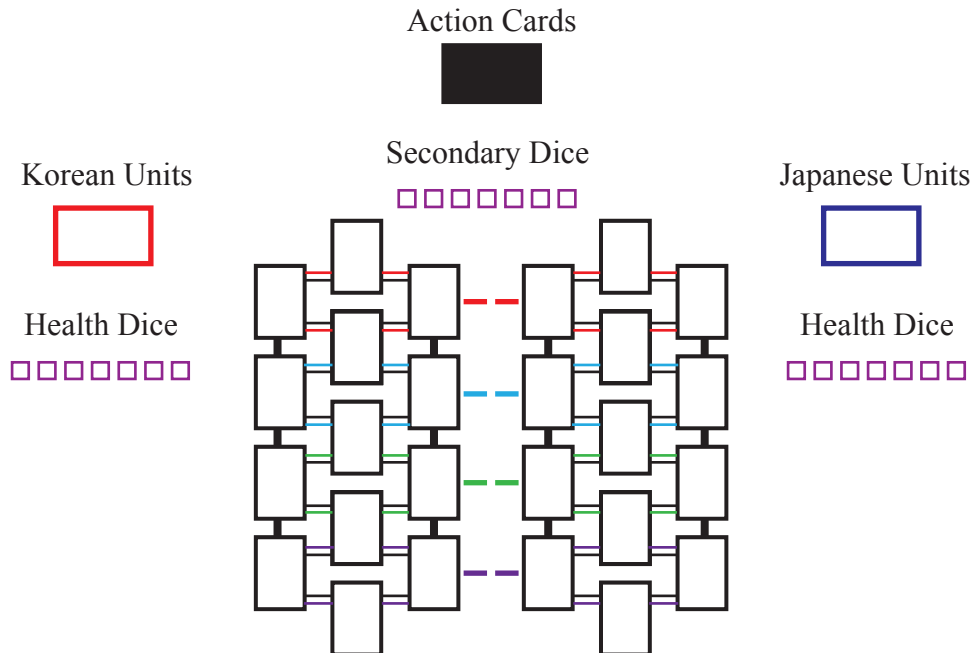 Action Cards
Secondary Dice
Korean Units
Japanese Units
Health Dice
Health Dice